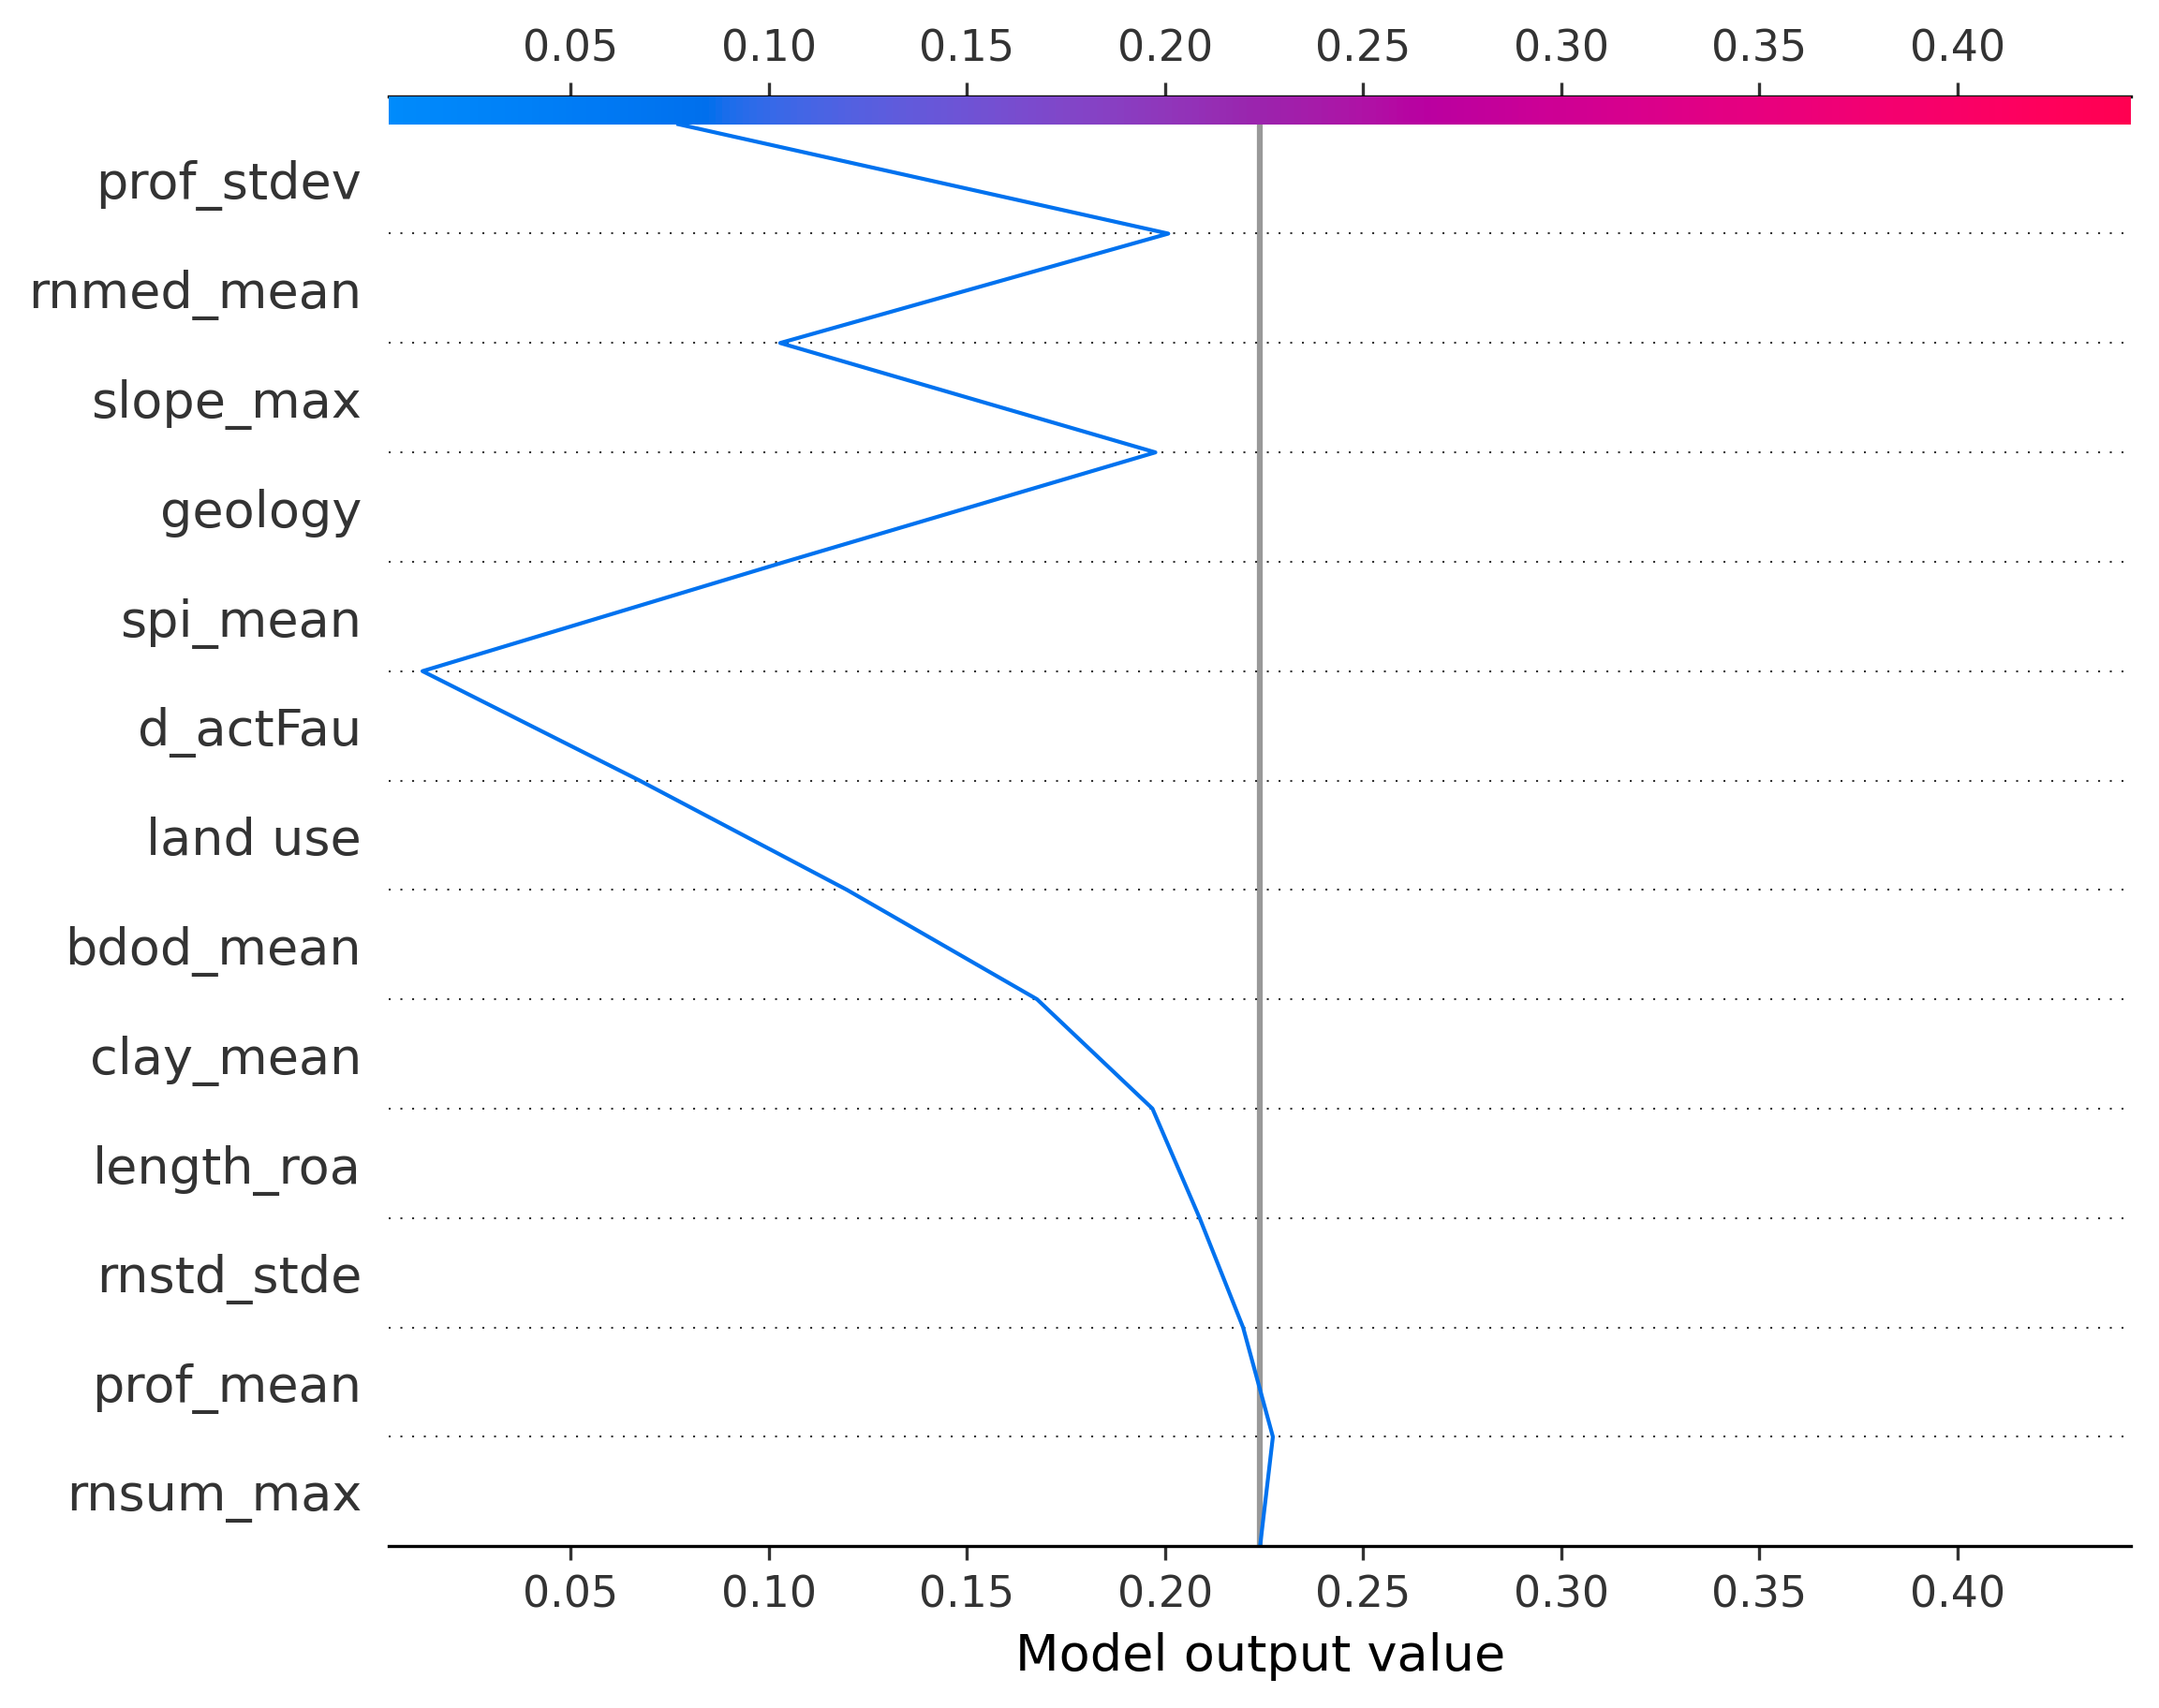 0.05 0.10 0.15 0.20 0.25 0.30 0.35 0.40
prof_stdev
rnmed_mean
slope_max
geology
spi_mean
d_actFau
land use
bdod_mean
clay_mean
length_roa
rnstd_stde
prof_mean
rnsum_max
0.05 0.10 0.15 0.20 0.25 0.30 0.35 0.40
Model output value